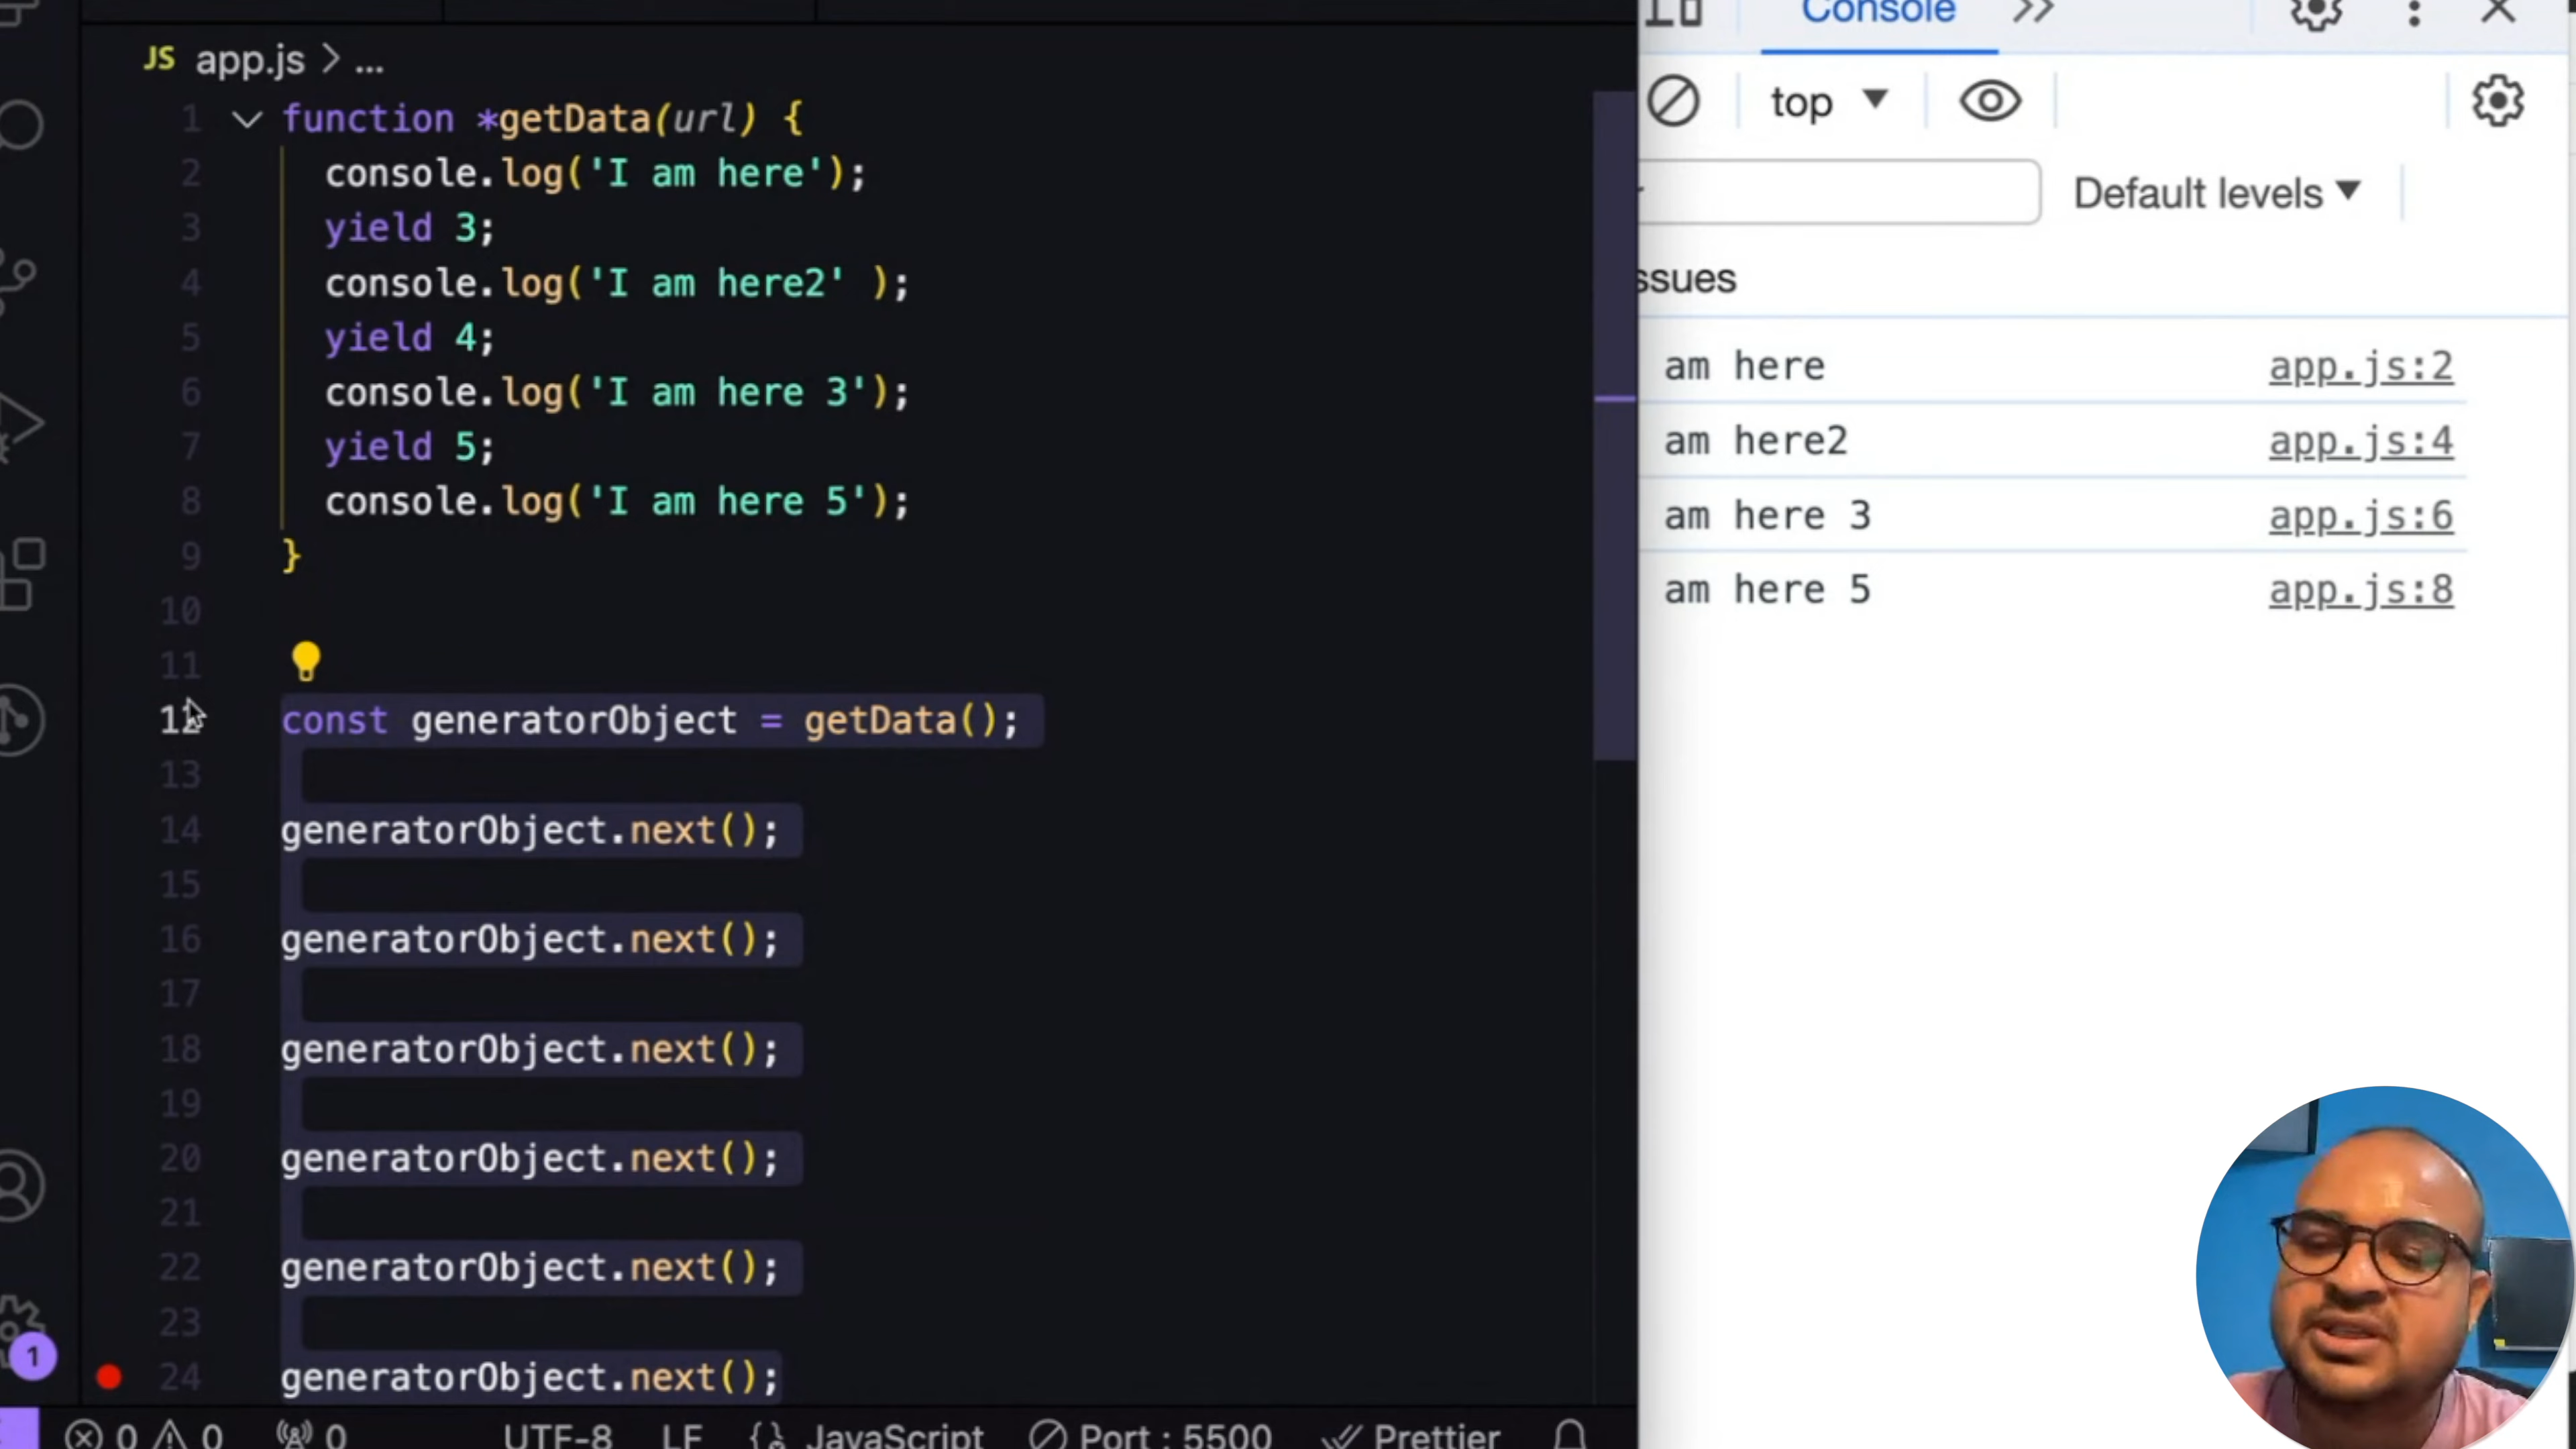 JS app.js > ...
1 function *getData(url) {
2 console.log('I am here');
3 yield 3;
4 console.log('I am here2' );
5 yield 4;
6 console.log('I am here 3');
7 yield 5;
8 console.log('I am here 5');
9 }
10
11
12 const generatorObject = getData();
13
14 generatorObject.next();
15
16 generatorObject.next();
17
18 generatorObject.next();
19
20 generatorObject.next();
21
22 generatorObject.next();
23
24 generatorObject.next();
1
0 0 0 UTF-8 LF {} JavaScript Port : 5500 Prettier
Console
top
Default levels
ssues
am here app.js:2
am here2 app.js:4
am here 3 app.js:6
am here 5 app.js:8